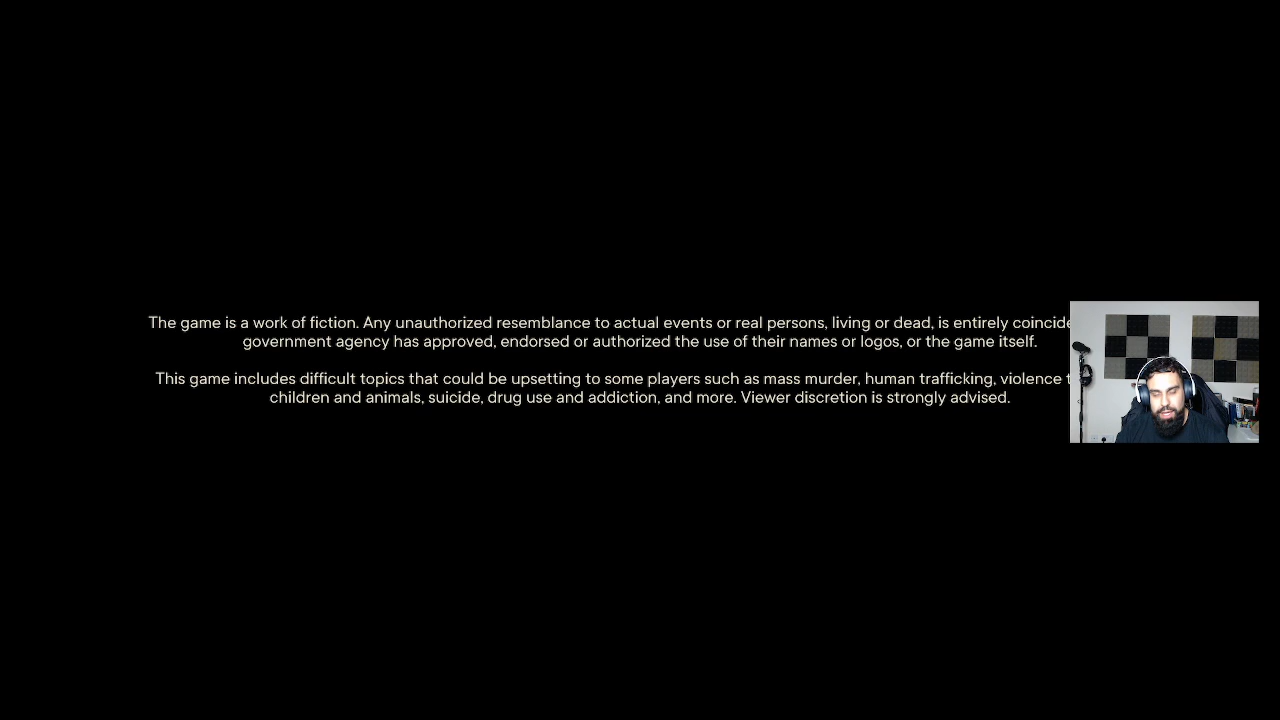 The game is a work of fiction. Any unauthorized resemblance to actual events or real persons, living or dead, is entirely
government agency has approved, endorsed or authorized the use of their names or logos, or the game itself.
This game includes difficult topics that could be upsetting to some players such as mass murder, human trafficking, violence
children and animals, suicide, drug use and addiction, and more. Viewer discretion is strongly advised.